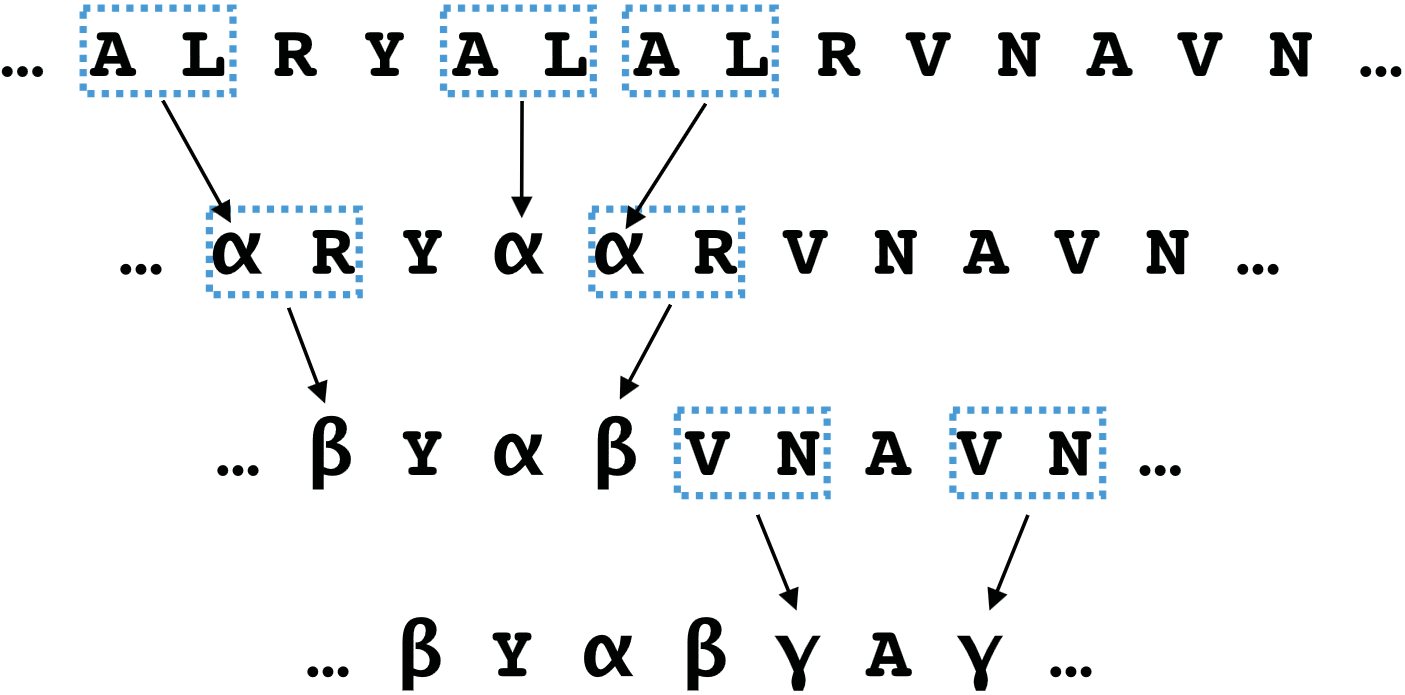 … A L R Y A L A L R V N A V N …
… α R Y α α R V N A V N …
… β Y α β V N A V N …
… β Y α β γ A γ …